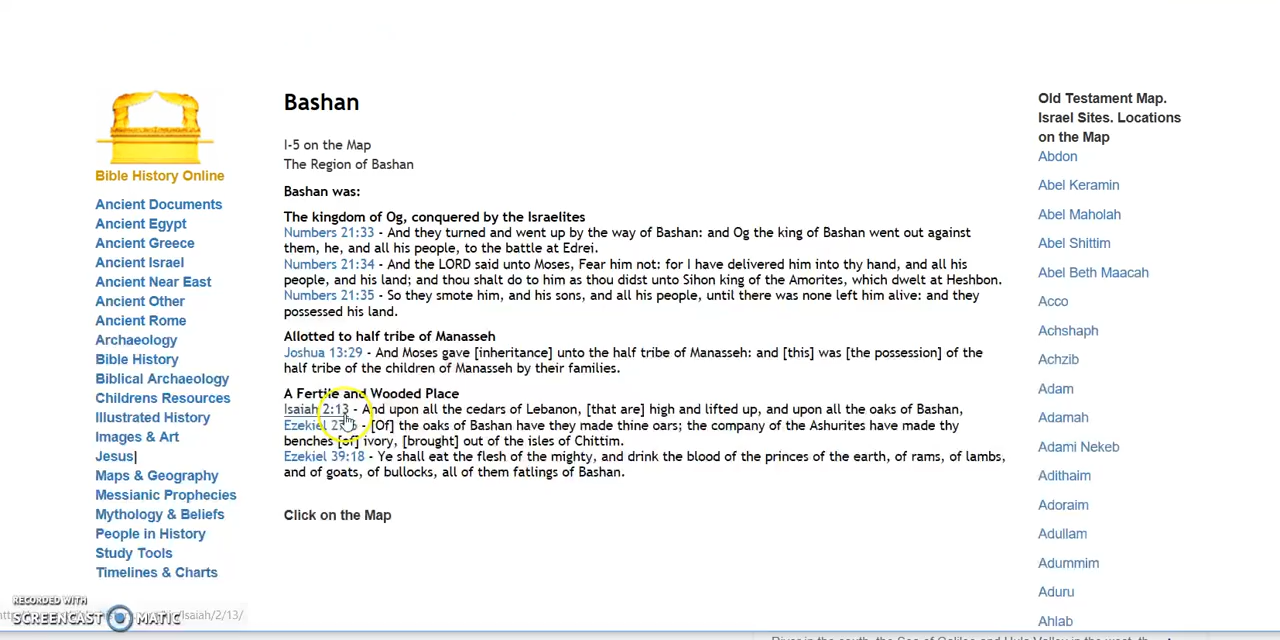 Bible History Online
Ancient Documents
Ancient Egypt
Ancient Greece
Ancient Israel
Ancient Near East
Ancient Other
Ancient Rome
Archaeology
Bible History
Biblical Archaeology
Childrens Resources
Illustrated History
Images & Art
Jesus
Maps & Geography
Messianic Prophecies
Mythology & Beliefs
People in History
Study Tools
Timelines & Charts
Bashan
I-5 on the Map
The Region of Bashan
Bashan was:
The kingdom of Og, conquered by the Israelites
Numbers 21:33 - And they turned and went up by the way of Bashan: and Og the king of Bashan went out against
them, he, and all his people, to the battle at Edrei.
Numbers 21:34 - And the LORD said unto Moses, Fear him not: for I have delivered him into thy hand, and all his
people, and his land; and thou shalt do to him as thou didst unto Sihon king of the Amorites, which dwelt at Heshbon.
Numbers 21:35 - So they smote him, and his sons, and all his people, until there was none left him alive: and they
possessed his land.
Allotted to half tribe of Manasseh
Joshua 13:29 - And Moses gave [inheritance] unto the half tribe of Manasseh: and [this] was [the possession] of the
half tribe of the children of Manasseh by their families.
A Fertile and Wooded Place
Isaiah 2:13 - And upon all the cedars of Lebanon, [that are] high and lifted up, and upon all the oaks of Bashan,
Ezekiel - [Of] the oaks of Bashan have they made thine oars; the company of the Ashurites have made thy
benches [of] ivory, [brought] out of the isles of Chittim.
Ezekiel 39:18 - Ye shall eat the flesh of the mighty, and drink the blood of the princes of the earth, of rams, of lambs,
and of goats, of bullocks, all of them fatlings of Bashan.
Click on the Map
Old Testament Map.
Israel Sites. Locations
on the Map
Abdon
Abel Keramin
Abel Maholah
Abel Shittim
Abel Beth Maacah
Acco
Achshaph
Achzib
Adam
Adamah
Adami Nekeb
Adithaim
Adoraim
Adullam
Adummim
Aduru
Ahlab
RECORDED WITH
SCREENCAST MATIC
/Isaiah/2/13/